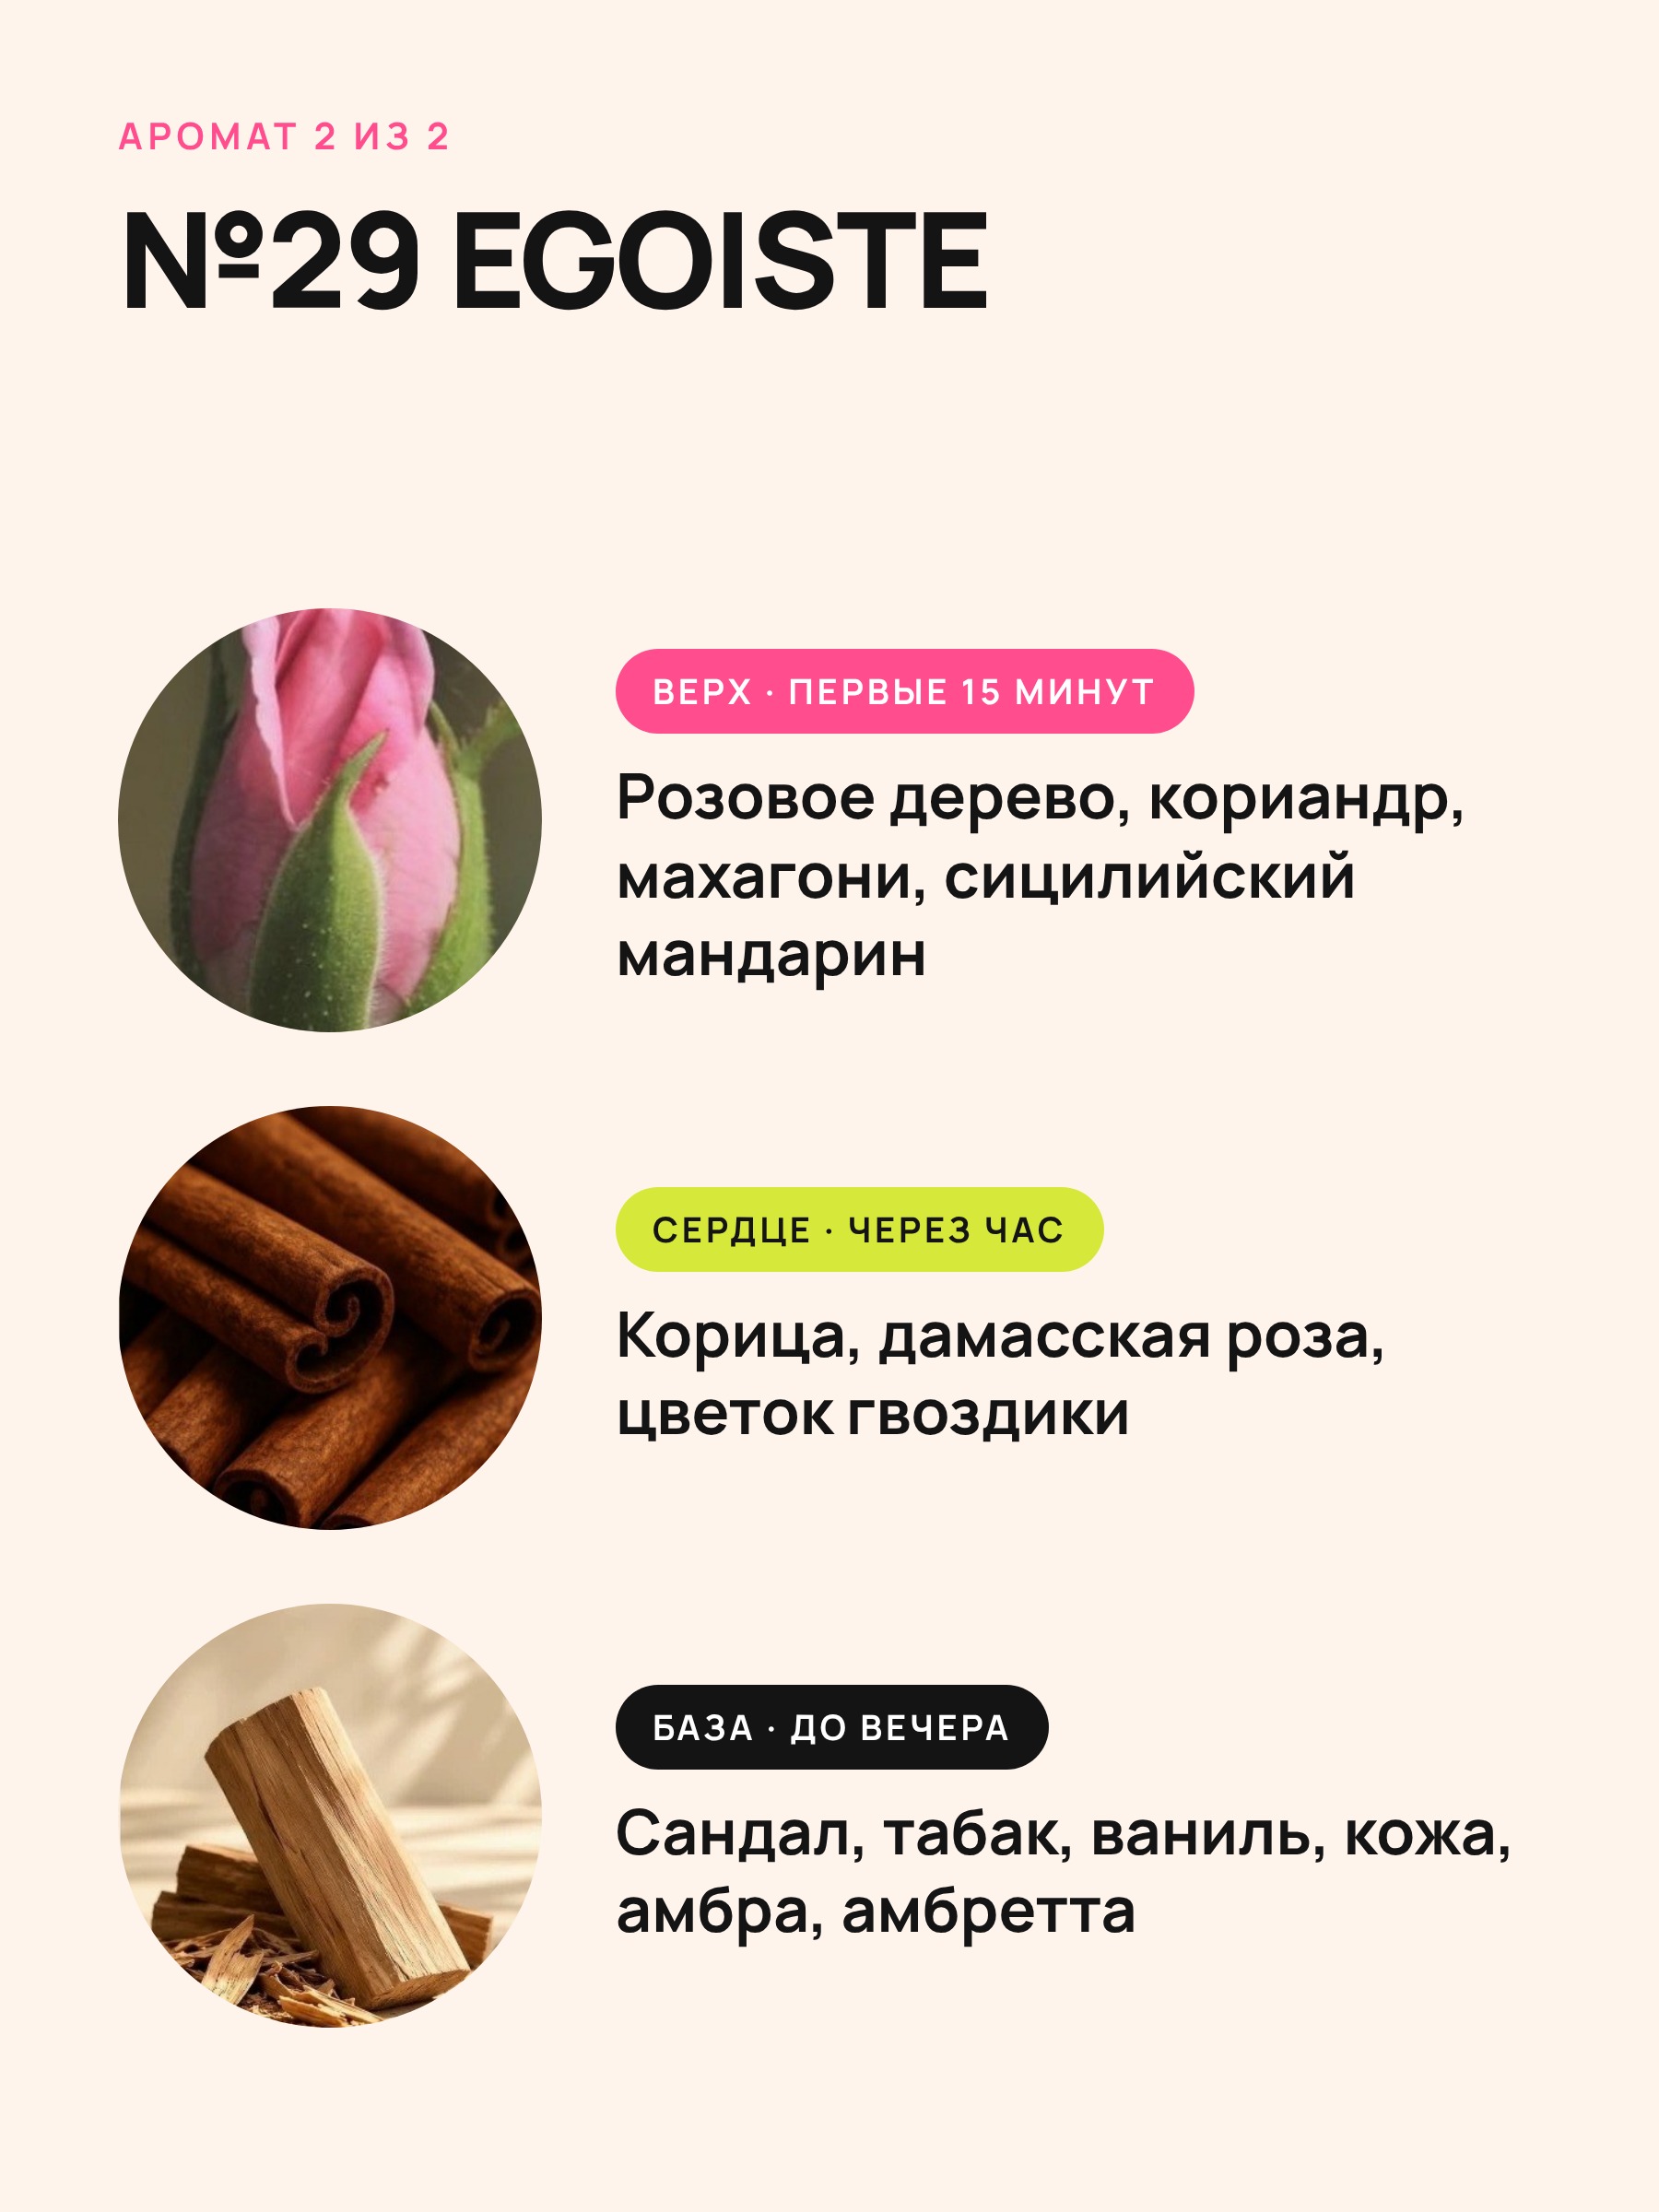 АРОМАТ 2 ИЗ 2
№29 EGOISTE
ВЕРХ · ПЕРВЫЕ 15 МИНУТ
Розовое дерево, кориандр,
махагони, сицилийский
мандарин
СЕРДЦЕ · ЧЕРЕЗ ЧАС
Корица, дамасская роза,
цветок гвоздики
БАЗА · ДО ВЕЧЕРА
Сандал, табак, ваниль, кожа,
амбра, амбретта